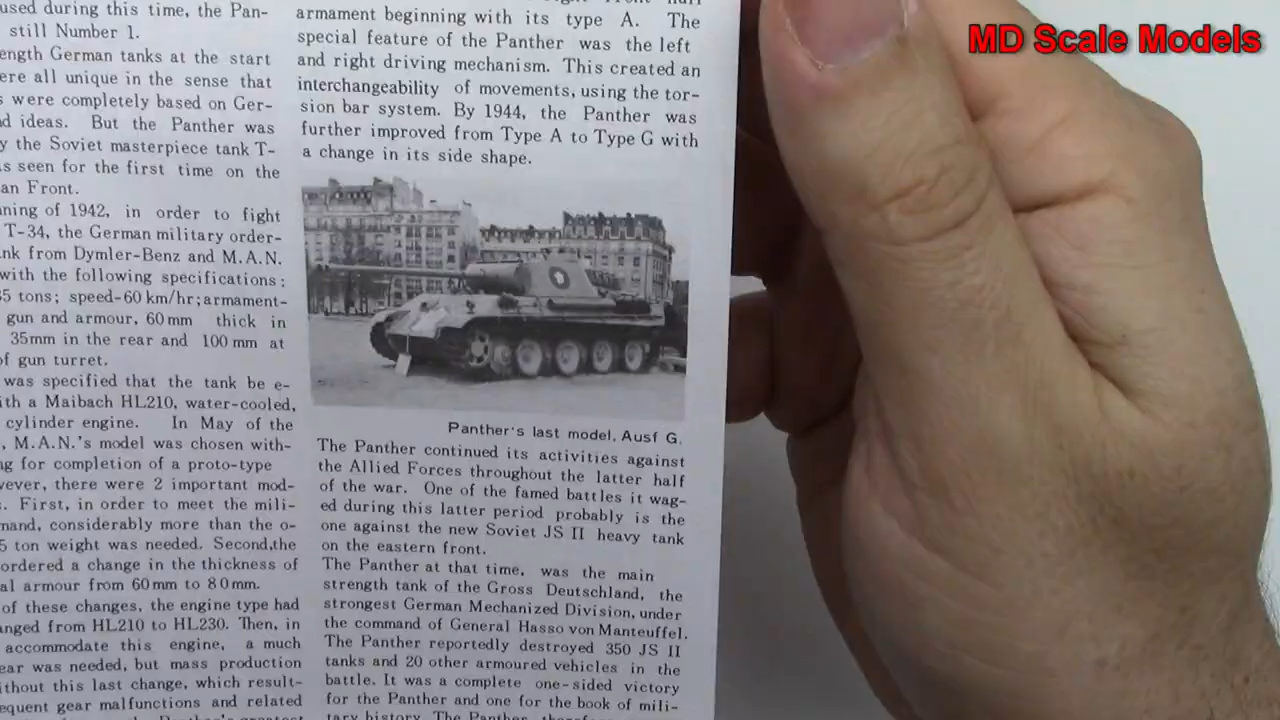 used during this time, the Pan-
still Number 1.
ength German tanks at the start
ere all unique in the sense that
s were completely based on Ger-
d ideas. But the Panther was
y the Soviet masterpiece tank T-
s seen for the first time on the
an Front.
ning of 1942, in order to fight
T-34, the German military order-
nk from Dymler-Benz and M.A.N.
with the following specifications:
35 tons; speed-60 km/hr; armament-
gun and armour, 60mm thick in
35mm in the rear and 100 mm at
of gun turret.
was specified that the tank be e-
ith a Maibach HL210, water-cooled,
cylinder engine. In May of the
, M.A.N.'s model was chosen with-
ng for completion of a proto-type
vever, there were 2 important mod-
. First, in order to meet the mili-
mand, considerably more than the o-
5 ton weight was needed. Second,the
ordered a change in the thickness of
al armour from 60mm to 80mm.
of these changes, the engine type had
anged from HL210 to HL230. Then, in
accommodate this engine, a much
ear was needed, but mass production
ithout this last change, which result-
equent gear malfunctions and related
armament beginning with its type A. The
special feature of the Panther was the left
and right driving mechanism. This created an
interchangeability of movements, using the tor-
sion bar system. By 1944, the Panther was
further improved from Type A to Type G with
a change in its side shape.
Panther's last model, Ausf G.
The Panther continued its activities against
the Allied Forces throughout the latter half
of the war. One of the famed battles it wag-
ed during this latter period probably is the
one against the new Soviet JS II heavy tank
on the eastern front.
The Panther at that time, was the main
strength tank of the Gross Deutschland, the
strongest German Mechanized Division, under
the command of General Hasso von Manteuffel.
The Panther reportedly destroyed 350 JS II
tanks and 20 other armoured vehicles in the
battle. It was a complete one-sided victory
for the Panther and one for the book of mili-
tary history. The Panther,
MD Scale Models